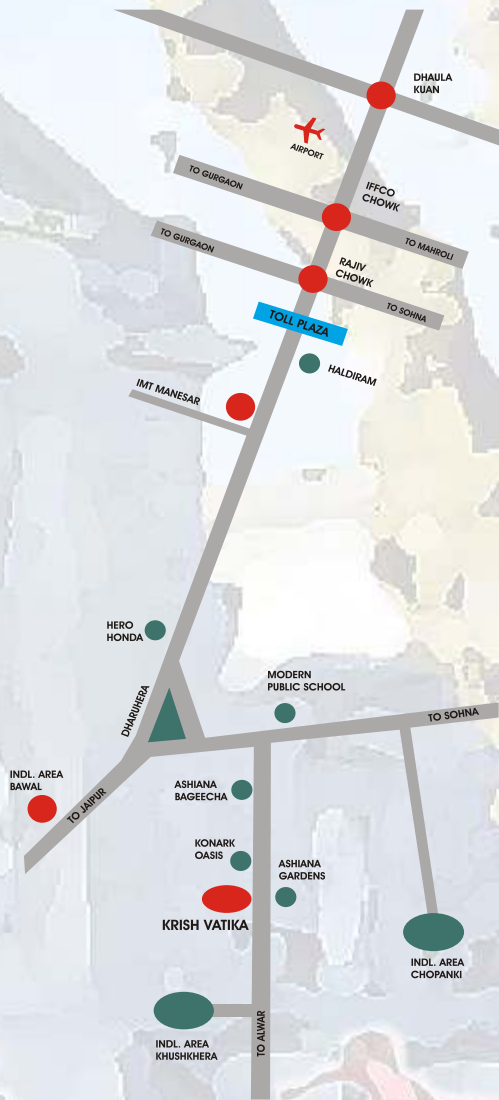 DHAULA
KUAN
AIRPORT
TO GURGAON
IFFCO
CHOWK
TO MAHROLI
TO GURGAON
RAJIV
CHOWK
TO SOHNA
TOLL PLAZA
HALDIRAM
IMT MANESAR
HERO
HONDA
MODERN
PUBLIC SCHOOL
DHARUHERA
TO SOHNA
INDL. AREA
BAWAL
TO JAIPUR
ASHIANA
BAGEECHA
KONARK
OASIS
ASHIANA
GARDENS
KRISH VATIKA
INDL. AREA
CHOPANKI
TO ALWAR
INDL. AREA
KHUSHKHERA